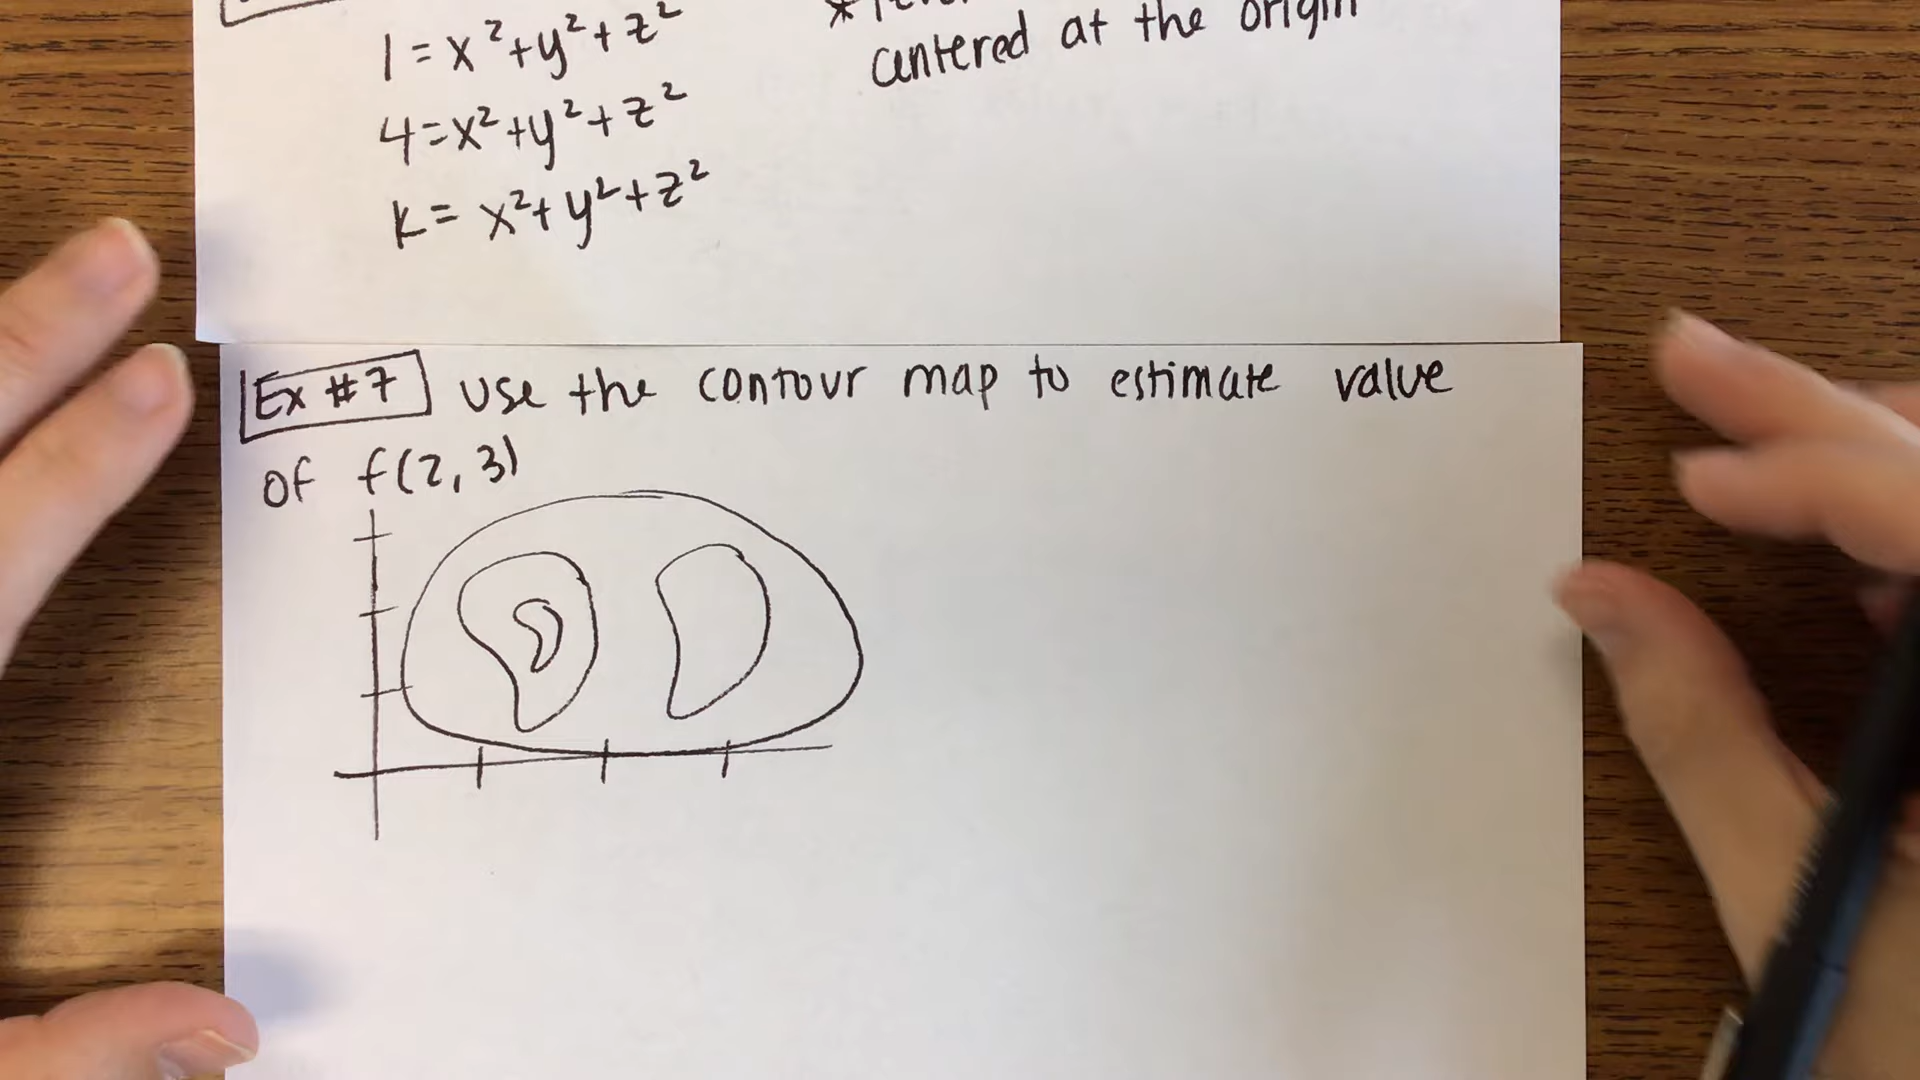 1 = x² + y² + z²
centered at the origin
4 = x² + y² + z²
k = x² + y² + z²
Ex #7 use the contour map to estimate value
of f(2, 3)